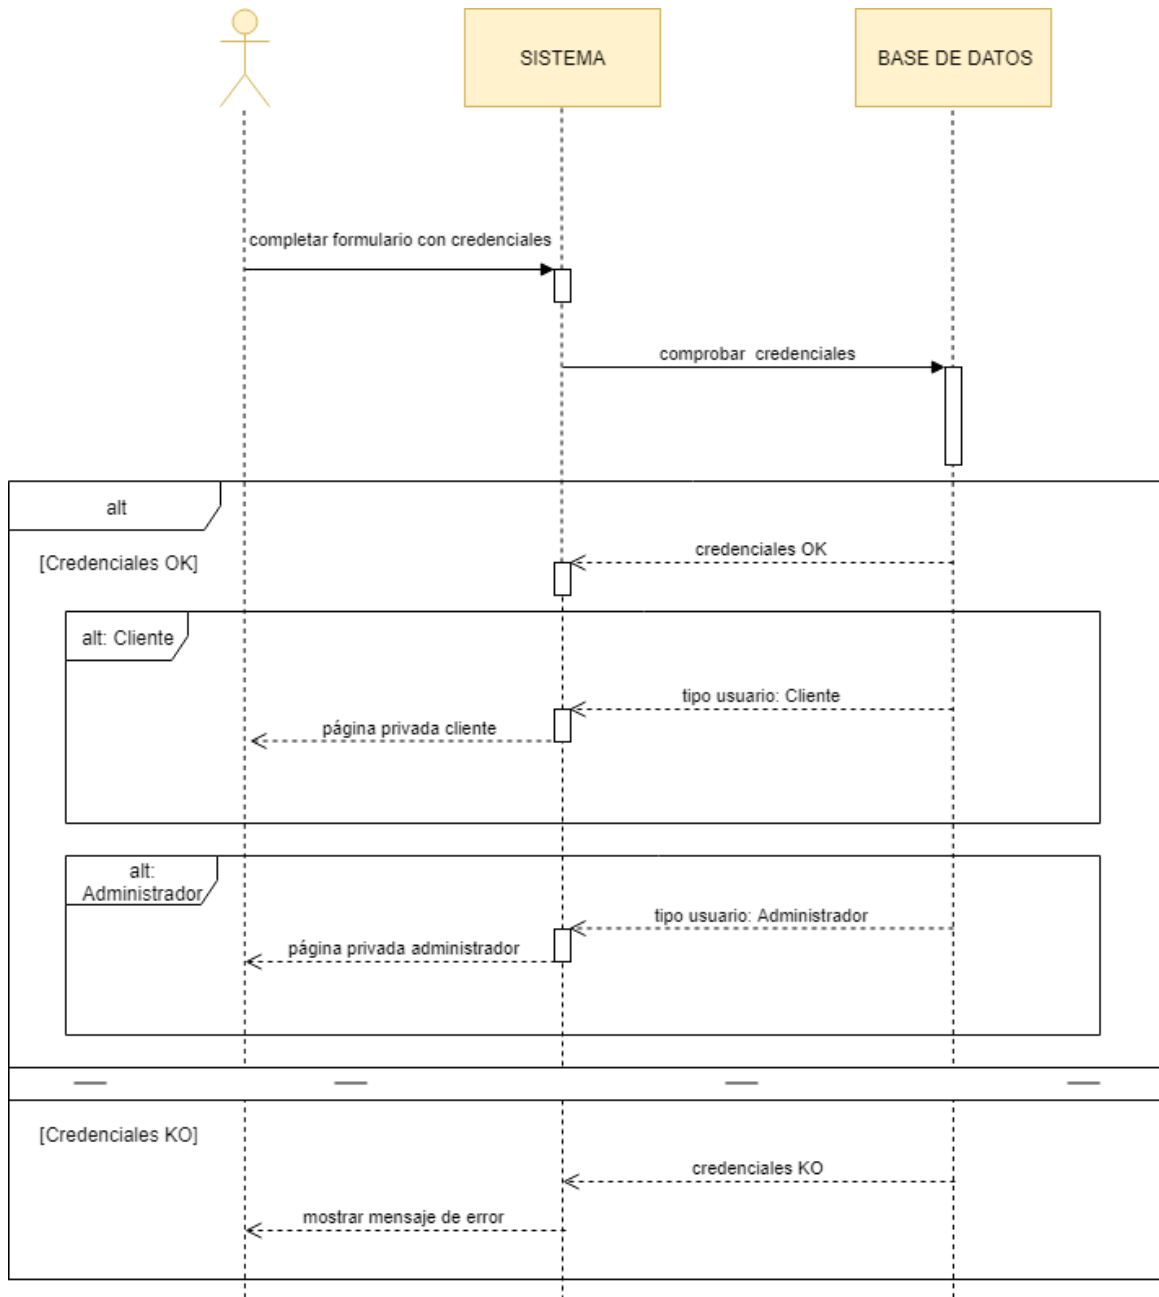 SISTEMA
BASE DE DATOS
completar formulario con credenciales
comprobar credenciales
alt
[Credenciales OK]
credenciales OK
alt: Cliente
tipo usuario: Cliente
página privada cliente
alt:
Administrador
tipo usuario: Administrador
página privada administrador
[Credenciales KO]
credenciales KO
mostrar mensaje de error